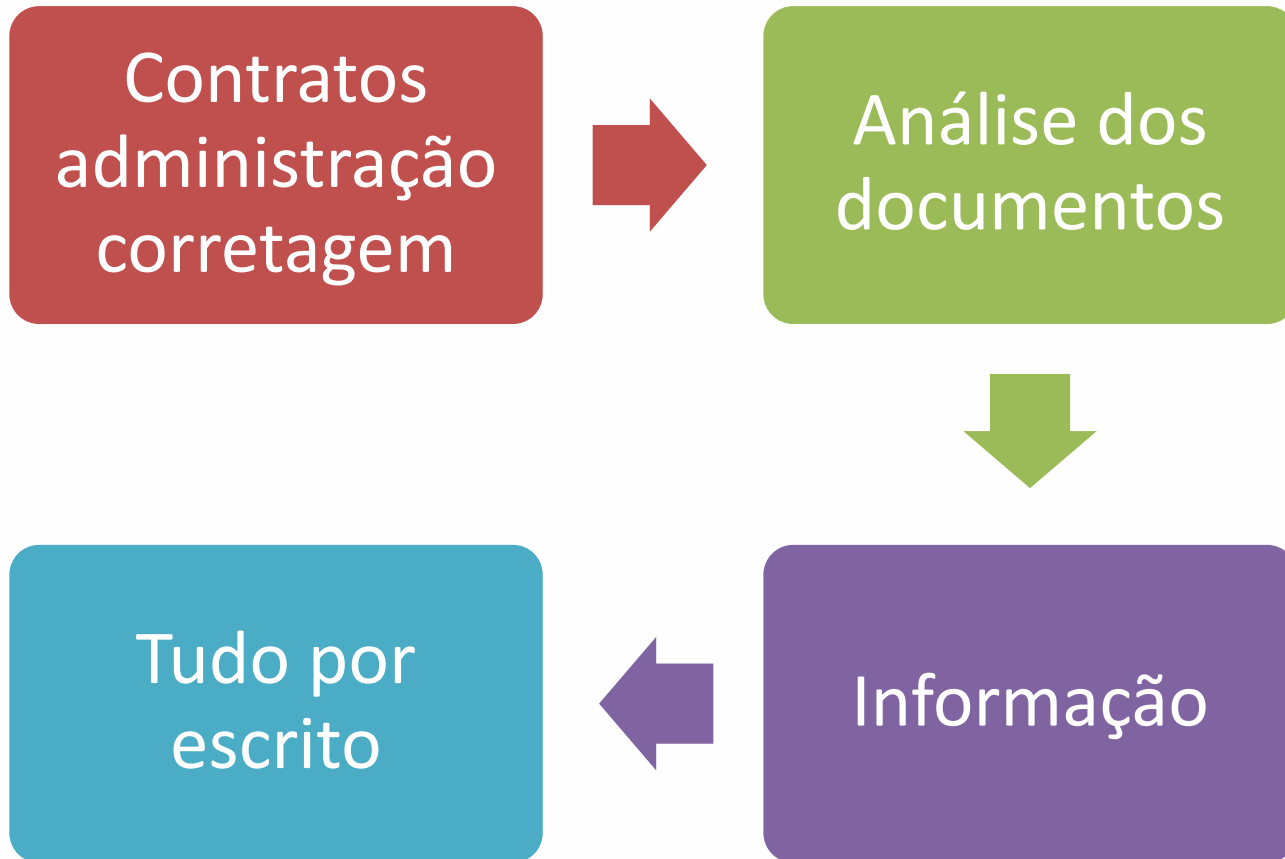 Contratos
administração
corretagem
Análise dos
documentos
Informação
Tudo por
escrito